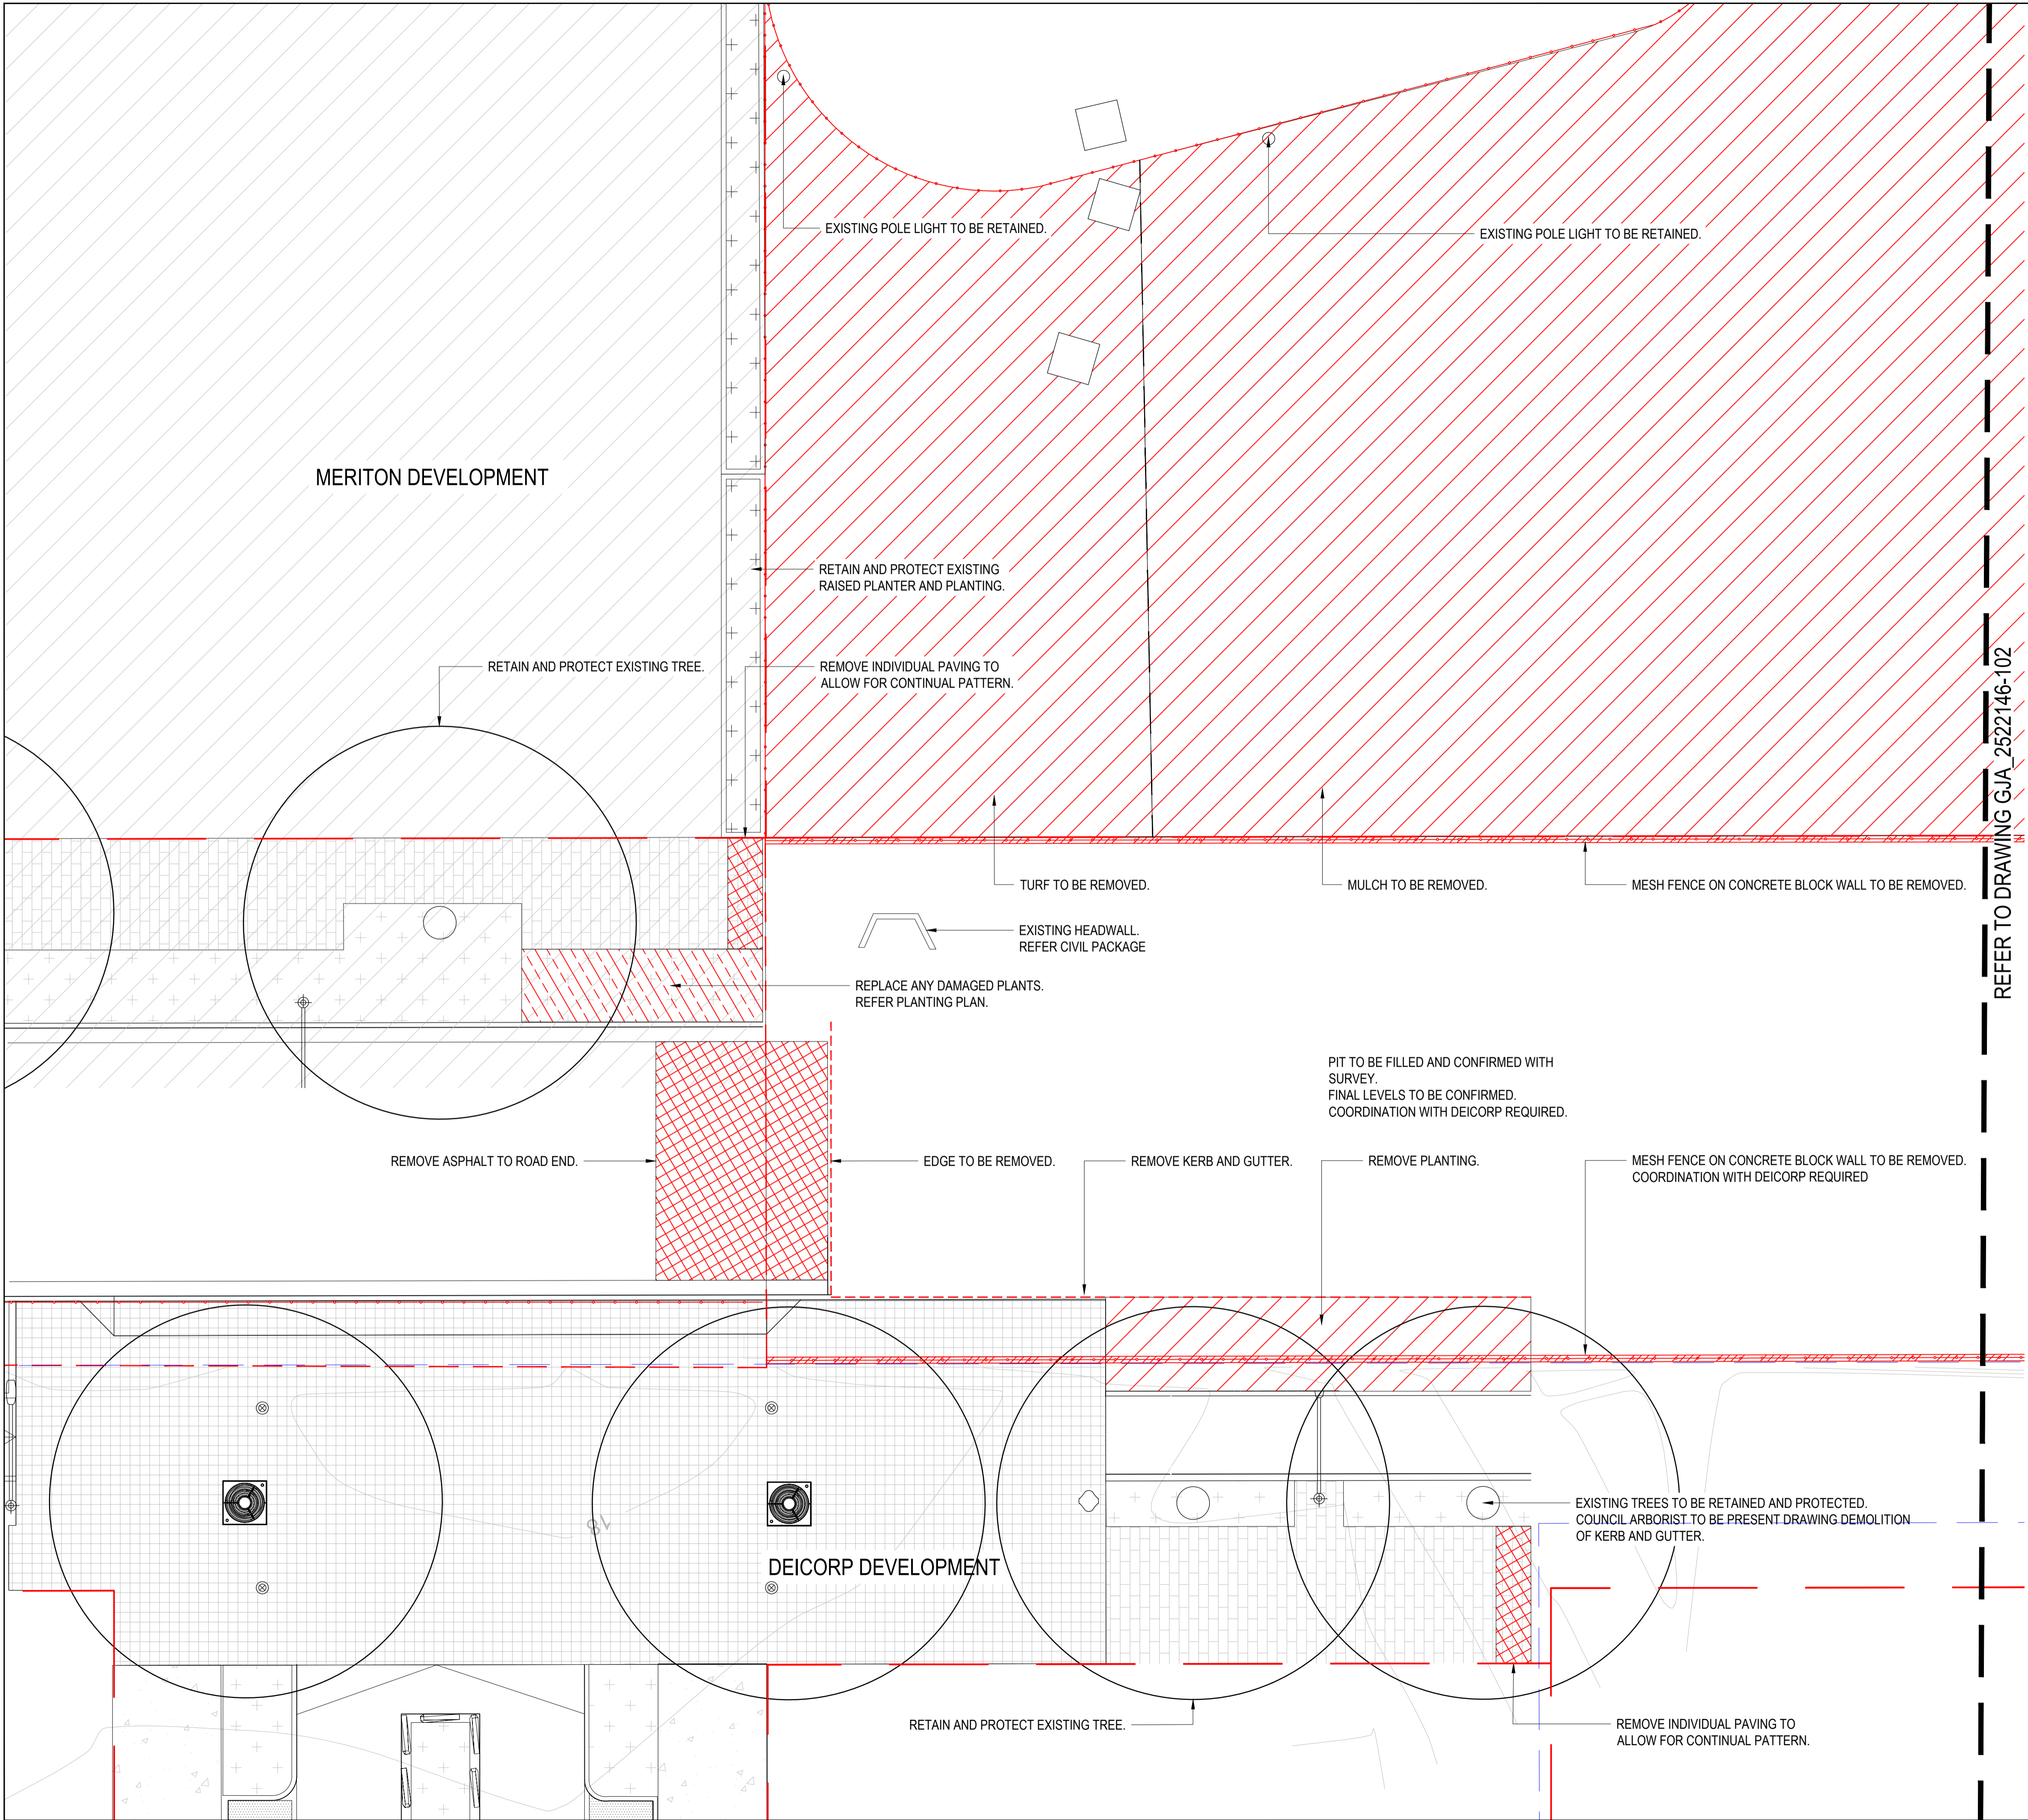 EXISTING POLE LIGHT TO BE RETAINED.
EXISTING POLE LIGHT TO BE RETAINED.
MERITON DEVELOPMENT
RETAIN AND PROTECT EXISTING
RAISED PLANTER AND PLANTING.
RETAIN AND PROTECT EXISTING TREE.
REMOVE INDIVIDUAL PAVING TO
ALLOW FOR CONTINUAL PATTERN.
REFER TO DRAWING GJA_2522146-102
TURF TO BE REMOVED.
MULCH TO BE REMOVED.
MESH FENCE ON CONCRETE BLOCK WALL TO BE REMOVED.
EXISTING HEADWALL.
REFER CIVIL PACKAGE
REPLACE ANY DAMAGED PLANTS.
REFER PLANTING PLAN.
PIT TO BE FILLED AND CONFIRMED WITH
SURVEY.
FINAL LEVELS TO BE CONFIRMED.
COORDINATION WITH DEICORP REQUIRED.
REMOVE ASPHALT TO ROAD END.
EDGE TO BE REMOVED.
REMOVE KERB AND GUTTER.
REMOVE PLANTING.
MESH FENCE ON CONCRETE BLOCK WALL TO BE REMOVED.
COORDINATION WITH DEICORP REQUIRED
18
EXISTING TREES TO BE RETAINED AND PROTECTED.
COUNCIL ARBORIST TO BE PRESENT DRAWING DEMOLITION
OF KERB AND GUTTER.
DEICORP DEVELOPMENT
RETAIN AND PROTECT EXISTING TREE.
REMOVE INDIVIDUAL PAVING TO
ALLOW FOR CONTINUAL PATTERN.